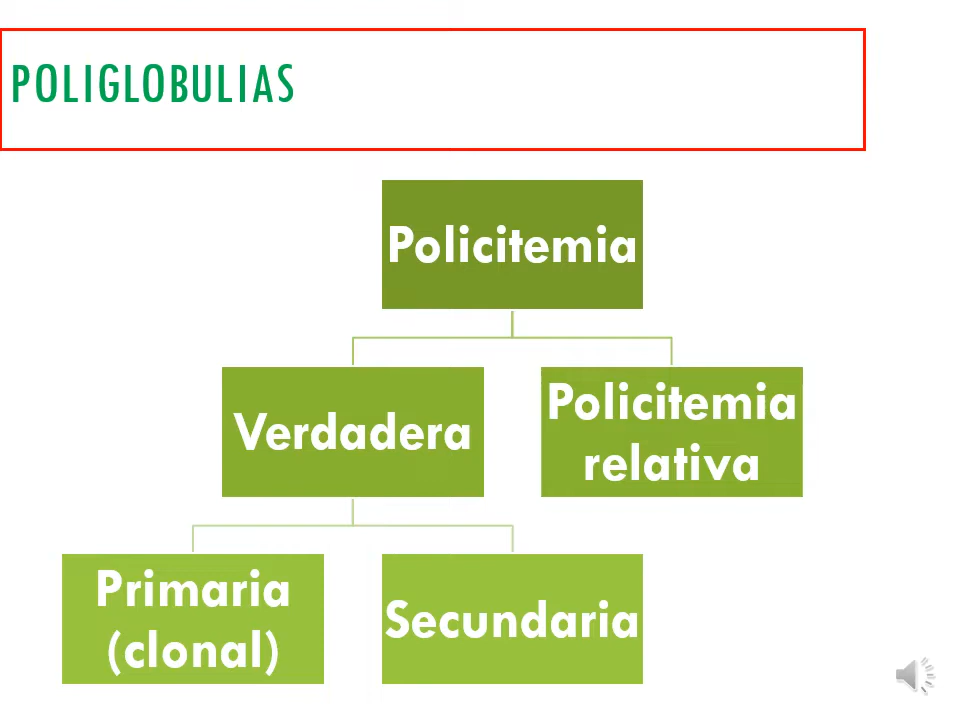 POLIGLOBULIAS
Policitemia
Verdadera
Policitemia
relativa
Primaria
(clonal)
Secundaria